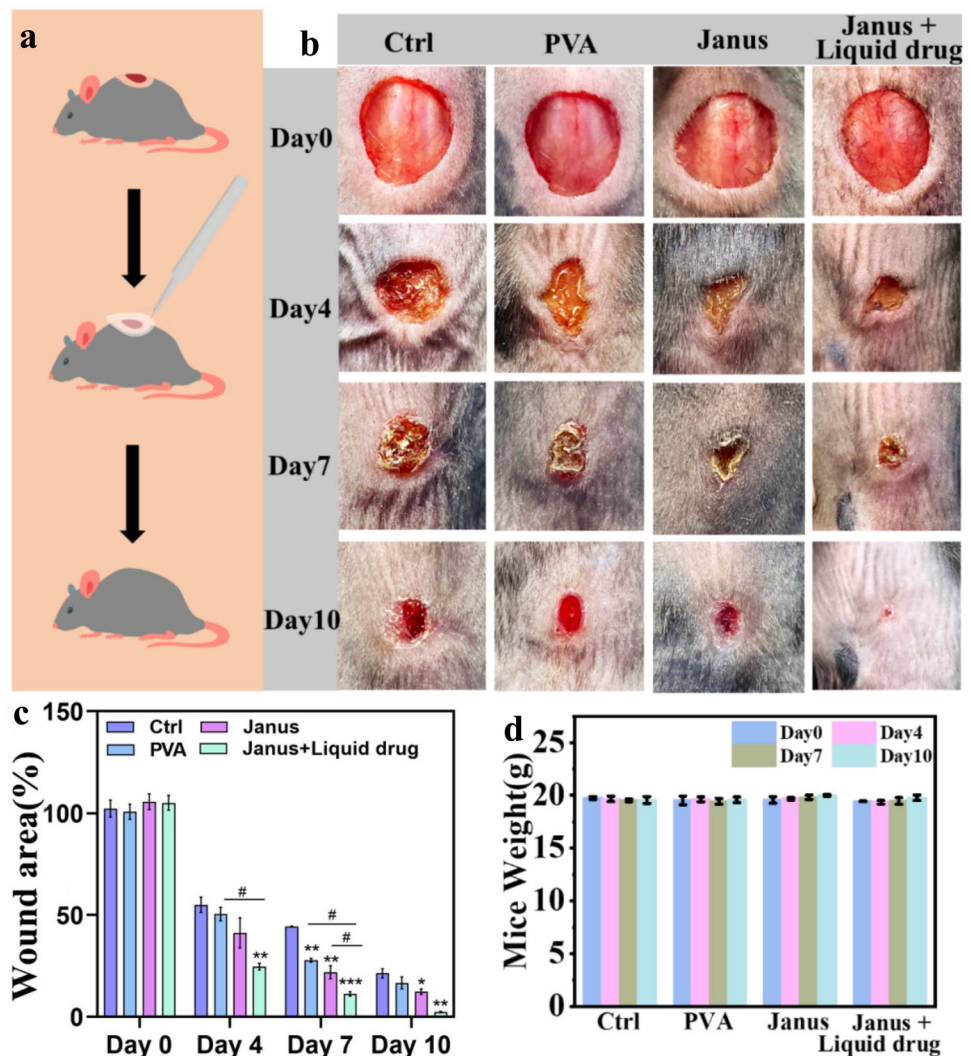 a
b
Ctrl
PVA
Janus
Janus +
Liquid drug
Day0
Day4
Day7
Day10
c
150
100
50
0
Wound area(%)
Ctrl
Janus
PVA
Janus+Liquid drug
#
**
#
#
**
**
***
*
**
Day 0
Day 4
Day 7
Day 10
d
25
20
15
10
5
0
Mice Weight(g)
Day0
Day4
Day7
Day10
Ctrl
PVA
Janus
Janus +
Liquid drug